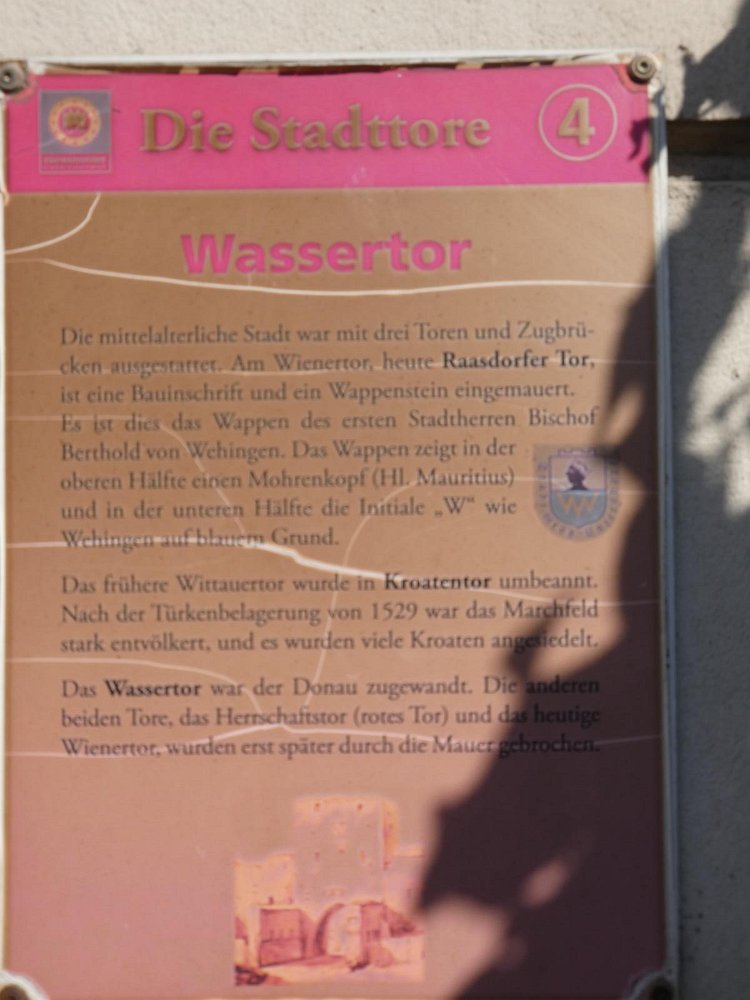 Die Stadttore
4
Wassertor
Die mittelalterliche Stadt war mit drei Toren und Zugbrü-
cken ausgestattet. Am Wienertor, heute Raasdorfer Tor,
ist eine Bauinschrift und ein Wappenstein eingemauert.
Es ist dies das Wappen des ersten Stadtherren Bischof
Berthold von Wehingen. Das Wappen zeigt in der
oberen Hälfte einen Mohrenkopf (Hl. Mauritius)
und in der unteren Hälfte die Initiale „W“ wie
Wehingen auf blauem Grund.
W
Das frühere Wittauertor wurde in Kroatentor umbeannt.
Nach der Türkenbelagerung von 1529 war das Marchfeld
stark entvölkert, und es wurden viele Kroaten angesiedelt.
Das Wassertor war der Donau zugewandt. Die anderen
beiden Tore, das Herrschaftstor (rotes Tor) und das heutige
Wienertor, wurden erst später durch die Mauer gebrochen.